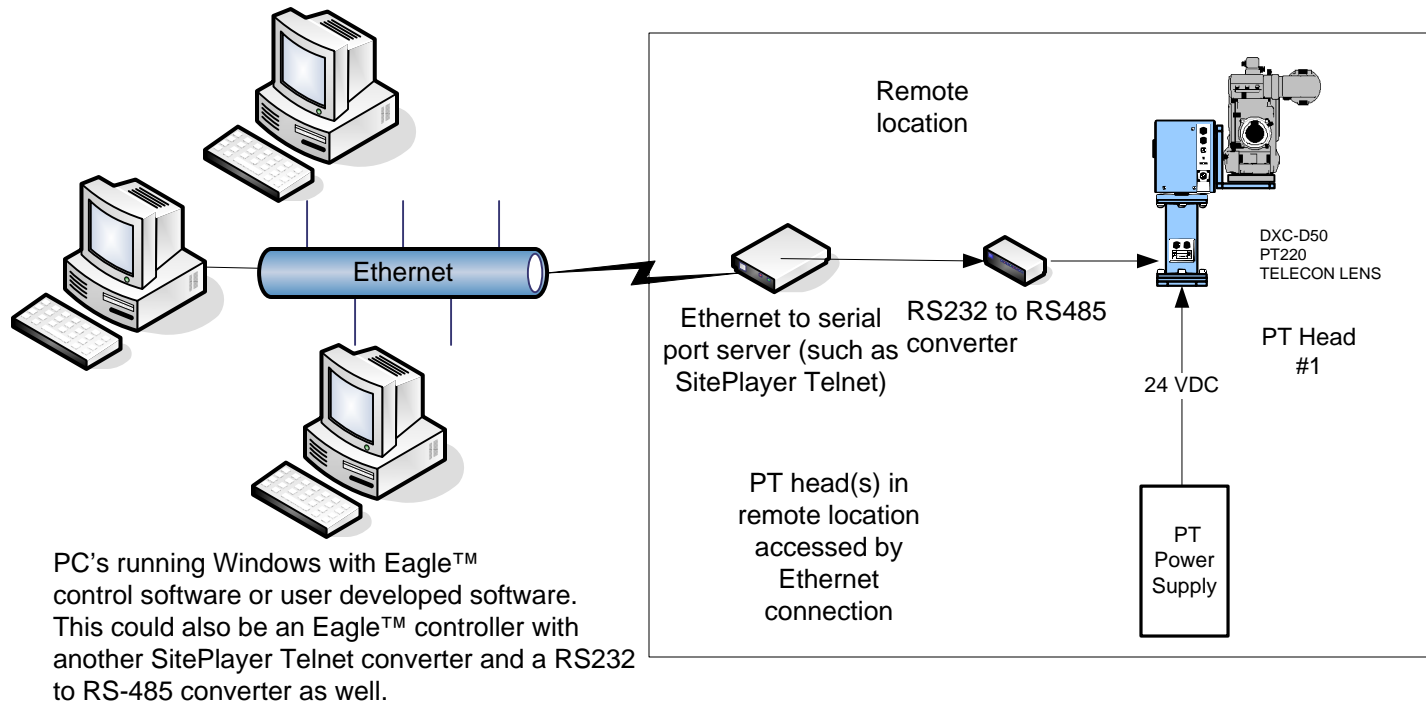 Remote
location
Ethernet
DXC-D50
PT220
TELECON LENS
Ethernet to serial
port server (such as
SitePlayer Telnet)
RS232 to RS485
converter
PT Head
#1
24 VDC
PT head(s) in
remote location
accessed by
Ethernet
connection
PT
Power
Supply
PC's running Windows with Eagle™
control software or user developed software.
This could also be an Eagle™ controller with
another SitePlayer Telnet converter and a RS232
to RS-485 converter as well.